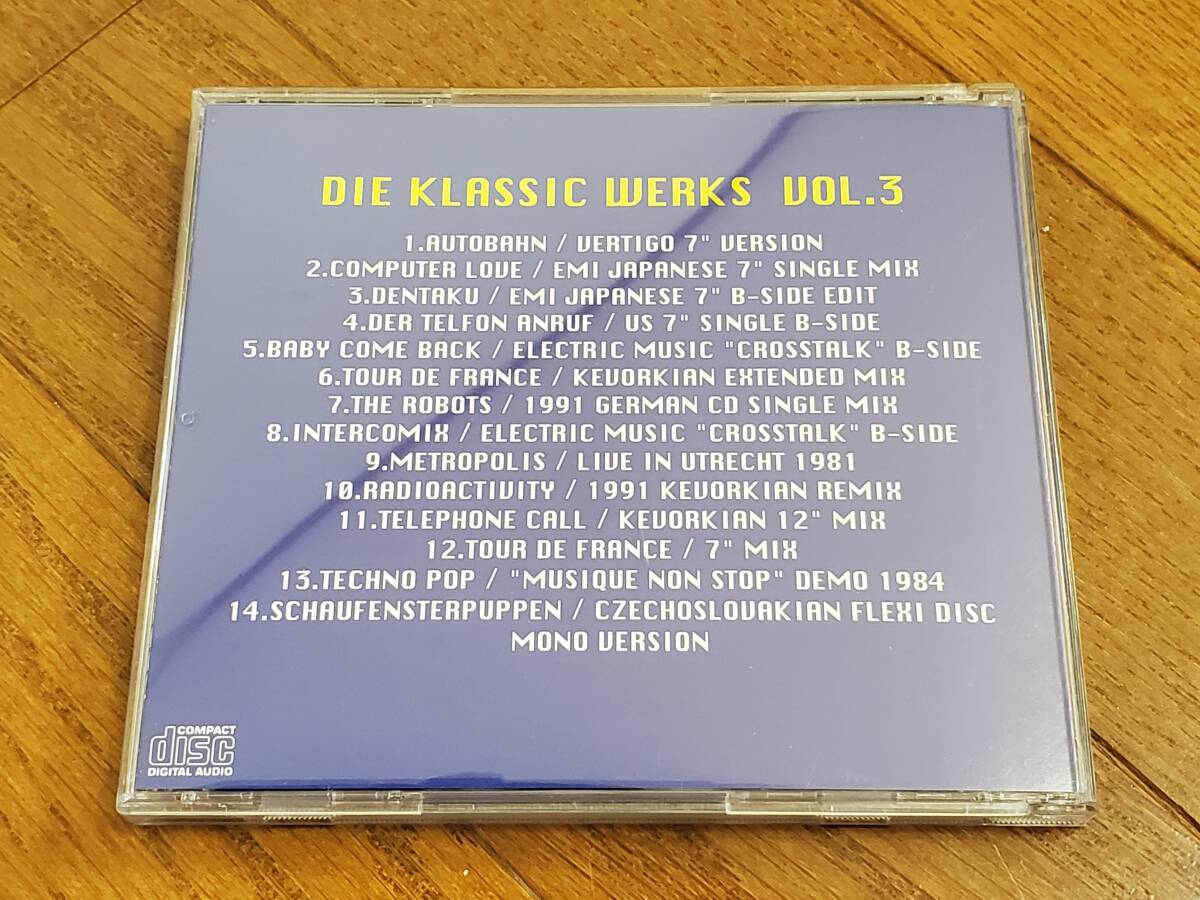 DIE KLASSIC WERKS VOL.3
1.AUTOBAHN / VERTIGO 7" VERSION
2.COMPUTER LOVE / EMI JAPANESE 7" SINGLE MIX
3.DENTAKU / EMI JAPANESE 7" B-SIDE EDIT
4.DER TELFON ANRUF / US 7" SINGLE B-SIDE
5.BABY COME BACK / ELECTRIC MUSIC "CROSSTALK" B-SIDE
6.TOUR DE FRANCE / KEVORKIAN EXTENDED MIX
7.THE ROBOTS / 1991 GERMAN CD SINGLE MIX
8.INTERCOMIX / ELECTRIC MUSIC "CROSSTALK" B-SIDE
9.METROPOLIS / LIVE IN UTRECHT 1981
10.RADIOACTIVITY / 1991 KEVORKIAN REMIX
11.TELEPHONE CALL / KEVORKIAN 12" MIX
12.TOUR DE FRANCE / 7" MIX
13.TECHNO POP / "MUSIQUE NON STOP" DEMO 1984
14.SCHAUFENSTERPUPPEN / CZECHOSLOVAKIAN FLEXI DISC
MONO VERSION
COMPACT
disc
DIGITAL AUDIO